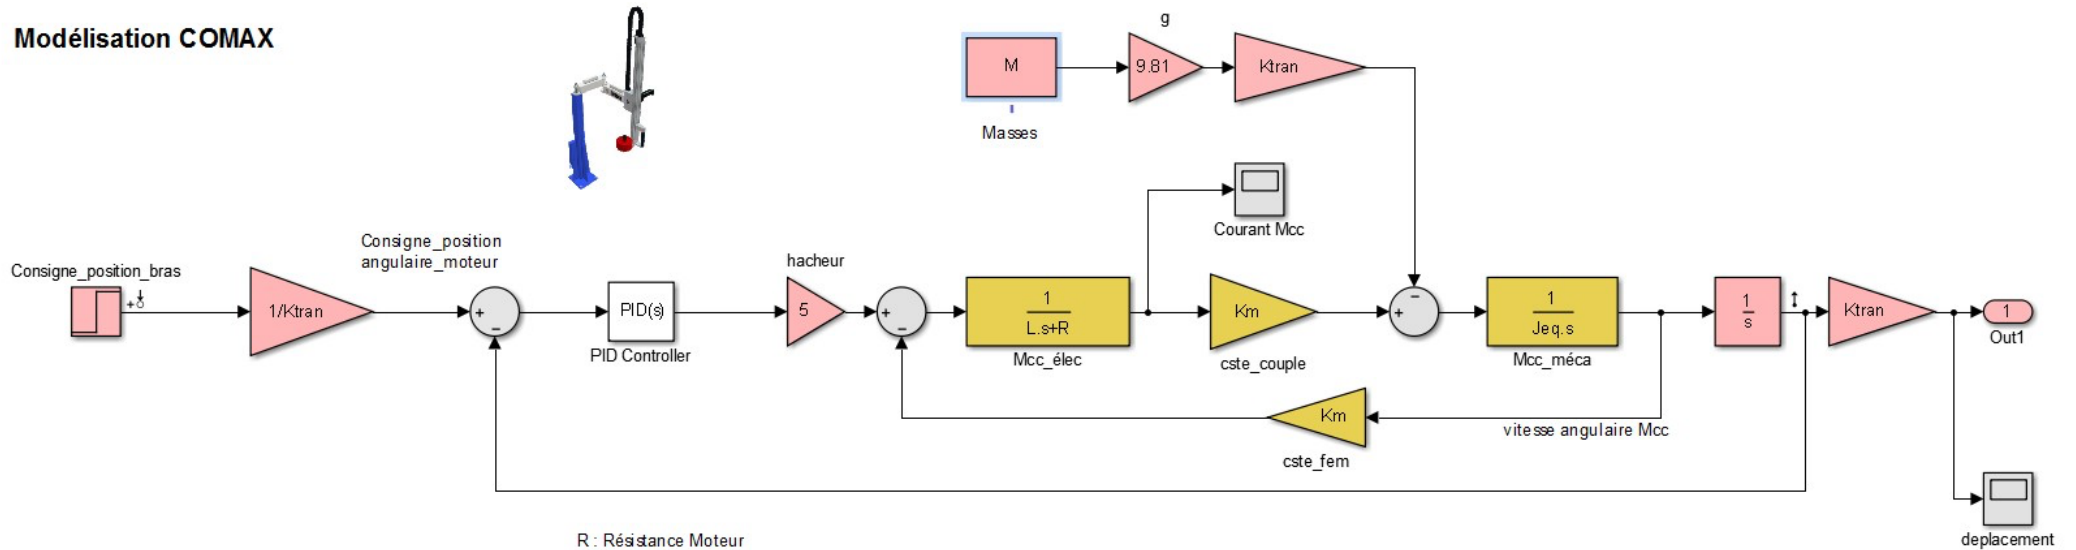 Modélisation COMAX
g
M
9.81
Ktran
Masses
Courant Mcc
Consigne_position
angulaire_moteur
Consigne_position_bras
hacheur
1/Ktran
+
−
PID(s)
PID Controller
5
+
−
1
L.s+R
Mcc_élec
Km
cste_couple
−
+
1
Jeq.s
Mcc_méca
1
s
Ktran
1
Out1
Km
cste_fem
vitesse angulaire Mcc
R : Résistance Moteur
deplacement